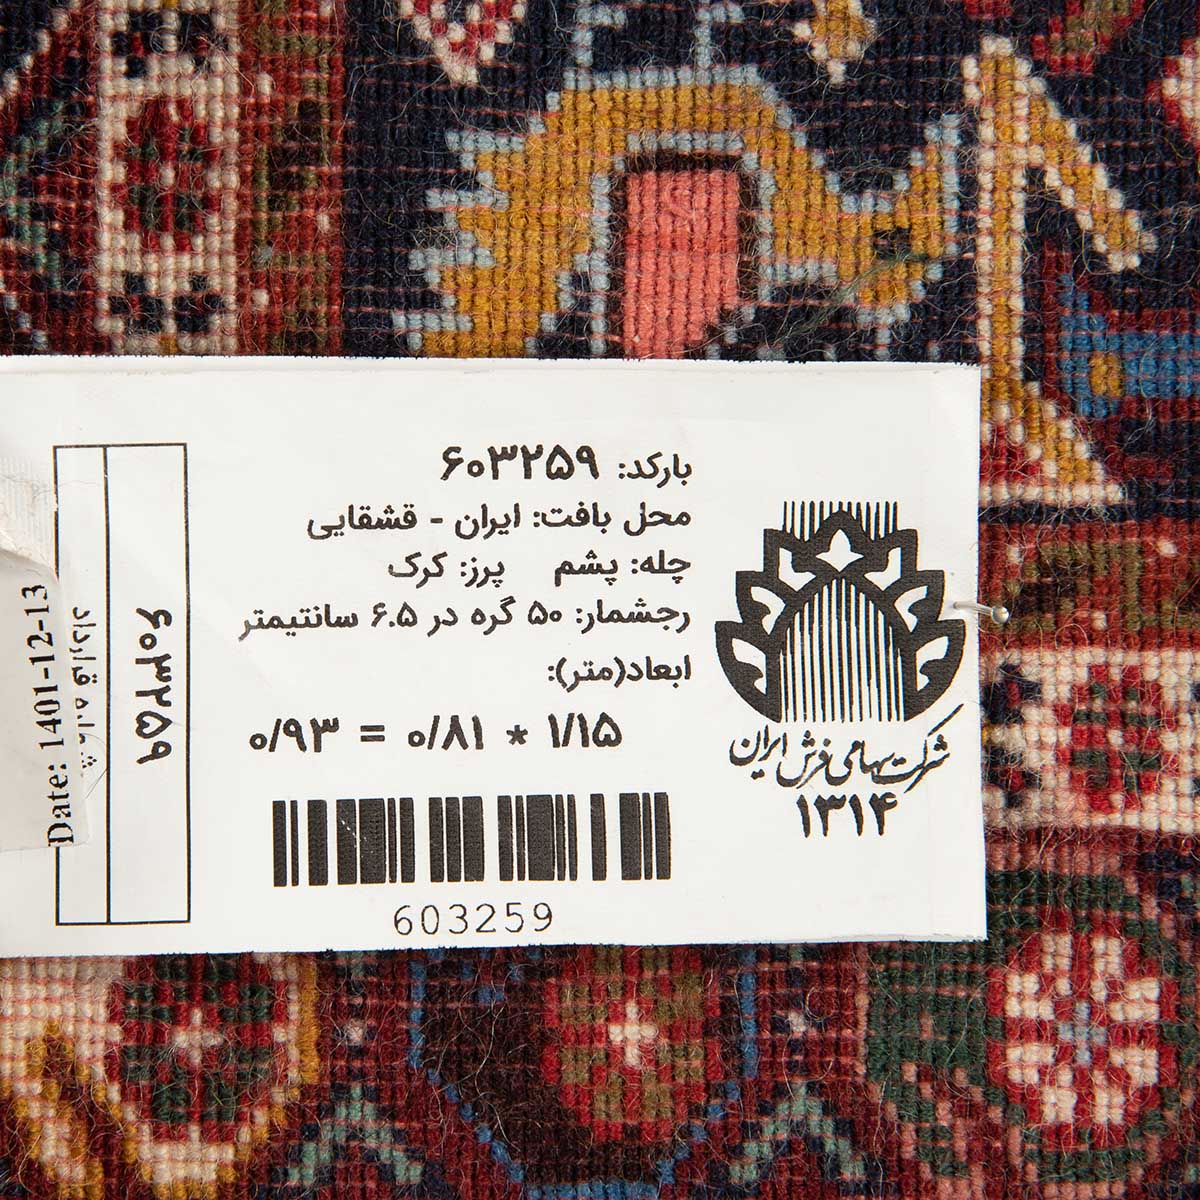 بارکد: ۶۰۳۲۵۹
محل بافت: ایران - قشقایی
چله: پشم    پرز: کرک
رجشمار: ۵۰ گره در ۶.۵ سانتیمتر
ابعاد(متر):
۱/۱۵ * ۰/۸۱ = ۰/۹۳
603259
شرکت سهامی فرش ایران
۱۳۱۴
۶۰۳۲۵۹
Date: 1401-12-13